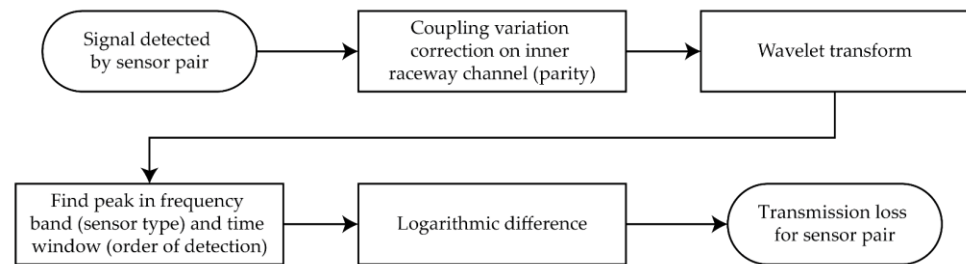 Signal detected
by sensor pair
Coupling variation
correction on inner
raceway channel (parity)
Wavelet transform
Find peak in frequency
band (sensor type) and time
window (order of detection)
Logarithmic difference
Transmission loss
for sensor pair